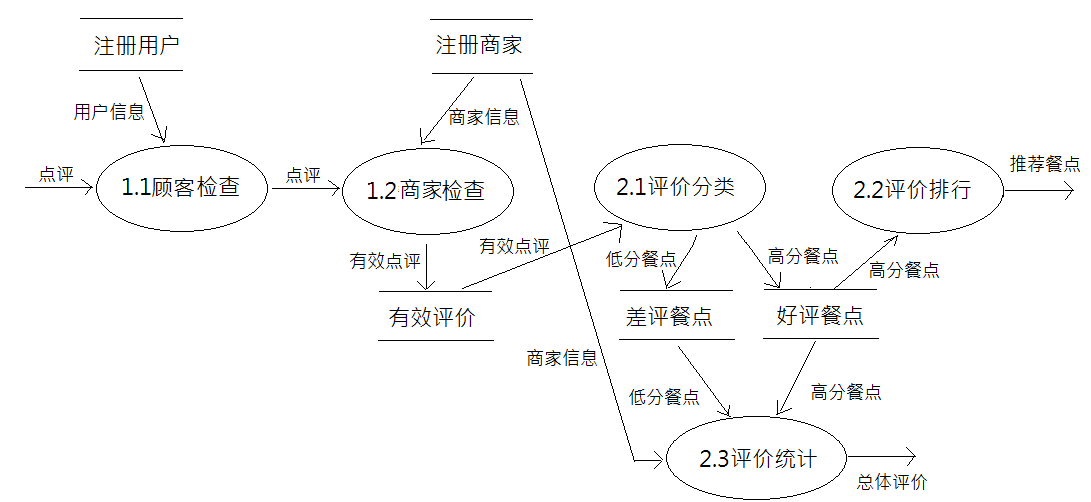 注册用户
注册商家
用户信息
商家信息
点评
1.1顾客检查
点评
1.2商家检查
2.1评价分类
2.2评价排行
推荐餐点
有效点评
有效点评
低分餐点
高分餐点
高分餐点
有效评价
差评餐点
好评餐点
商家信息
低分餐点
高分餐点
2.3评价统计
总体评价